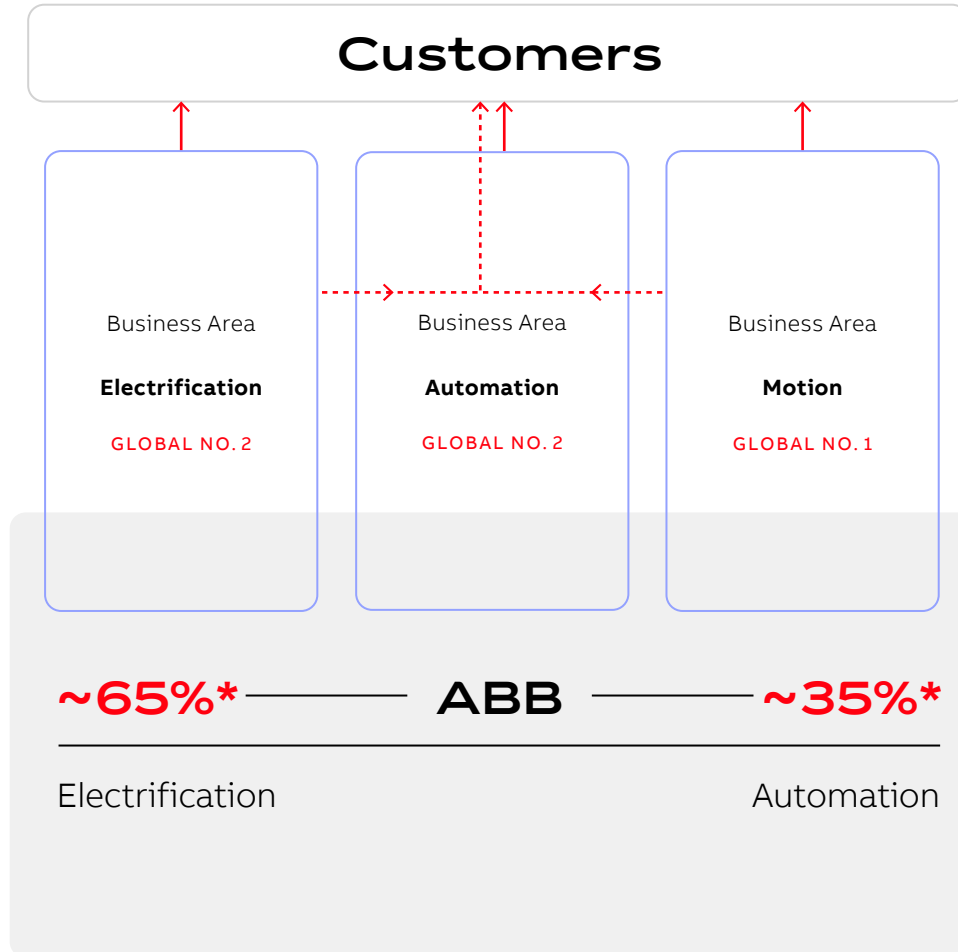 Customers
Business Area
Electrification
GLOBAL NO. 2
Business Area
Automation
GLOBAL NO. 2
Business Area
Motion
GLOBAL NO. 1
~65%* ABB ~35%*
Electrification Automation